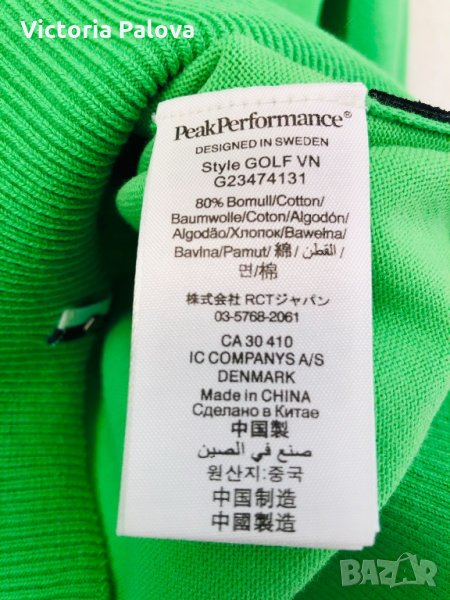 Victoria Palova
PeakPerformance®
DESIGNED IN SWEDEN
Style GOLF VN
G23474131
80% Bomull/Cotton/
Baumwolle/Coton/Algodón/
Algodão/Хлопок/Bawełna/
Bavlna/Pamut/綿/القطن/
면/棉
株式会社 RCTジャパン
03-5768-2061
CA 30 410
IC COMPANYS A/S
DENMARK
Made in CHINA
Сделано в Китае
中国製
صنع في الصين
원산지:중국
中国制造
中國製造
BAZAR